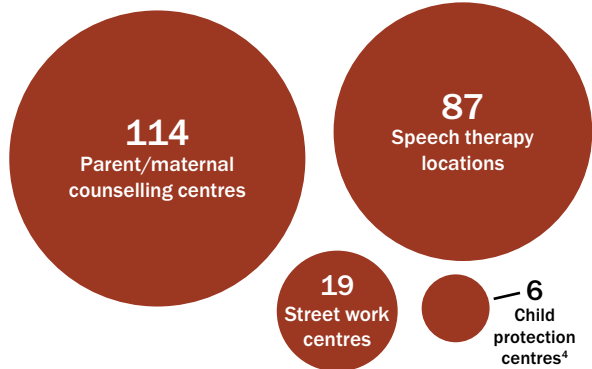 114
Parent/maternal
counselling centres
87
Speech therapy
locations
19
Street work
centres
6
Child
protection
centres⁴